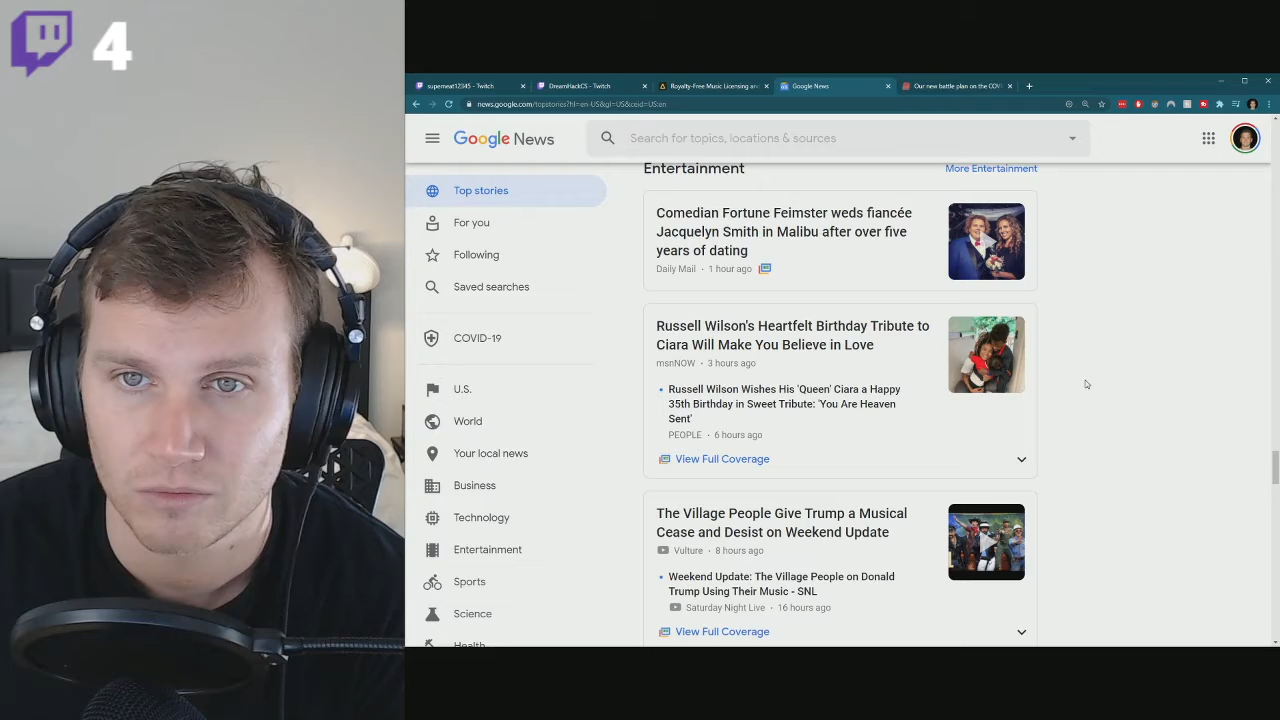 4
supermeat12345 - Twitch
DreamHackCS - Twitch
Royalty-Free Music Licensing an
Google News
Our new battle plan on the COVI
news.google.com/topstories?hl=en-US&gl=US&ceid=US:en
Google News
Search for topics, locations & sources
Top stories
For you
Following
Saved searches
COVID-19
U.S.
World
Your local news
Business
Technology
Entertainment
Sports
Science
Health
Entertainment
More Entertainment
Comedian Fortune Feimster weds fiancée
Jacquelyn Smith in Malibu after over five
years of dating
Daily Mail • 1 hour ago
Russell Wilson's Heartfelt Birthday Tribute to
Ciara Will Make You Believe in Love
msnNOW • 3 hours ago
Russell Wilson Wishes His 'Queen' Ciara a Happy
35th Birthday in Sweet Tribute: 'You Are Heaven
Sent'
PEOPLE • 6 hours ago
View Full Coverage
The Village People Give Trump a Musical
Cease and Desist on Weekend Update
Vulture • 8 hours ago
Weekend Update: The Village People on Donald
Trump Using Their Music - SNL
Saturday Night Live • 16 hours ago
View Full Coverage